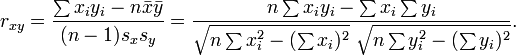 r_{xy} = \frac{\sum x_i y_i - n \bar{x} \bar{y}}{(n-1) s_x s_y} = \frac{n \sum x_i y_i - \sum x_i \sum y_i}{\sqrt{n \sum x_i^2 - (\sum x_i)^2} \sqrt{n \sum y_i^2 - (\sum y_i)^2}}.